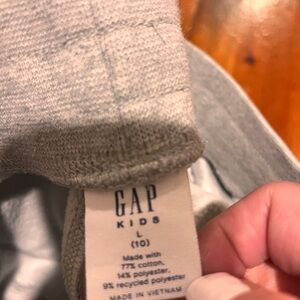 GAP
KIDS
L
(10)
Made with
77% cotton,
14% polyester,
9% recycled polyester
MADE IN VIETNAM